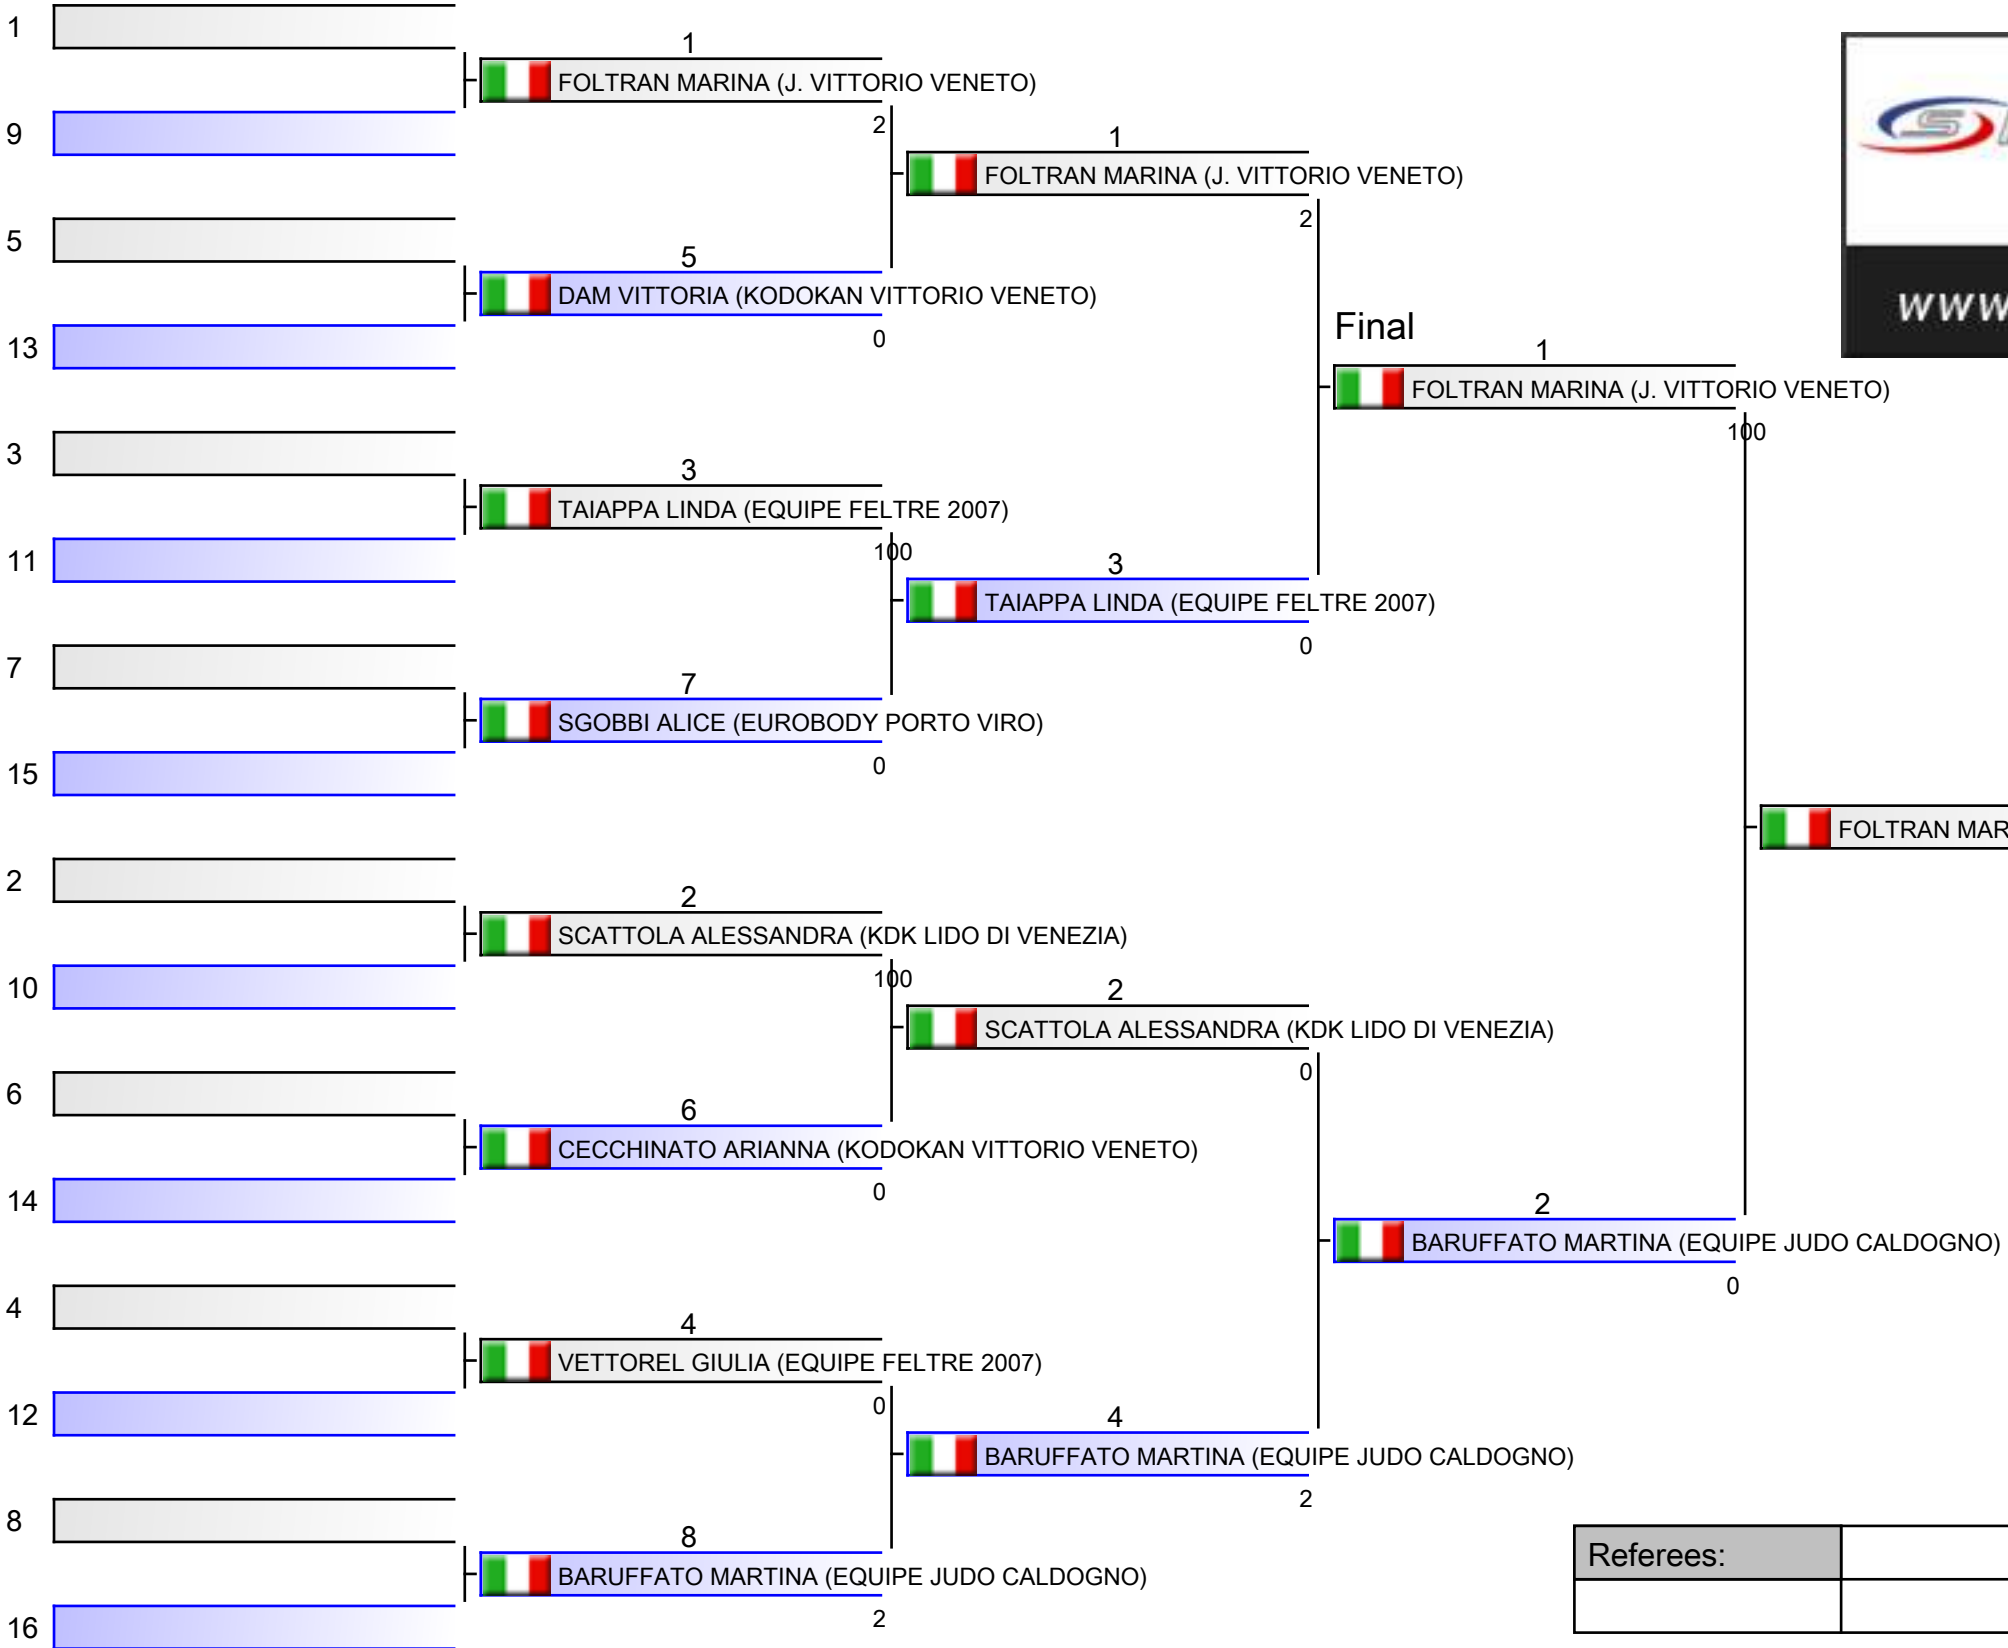 1
1
FOLTRAN MARINA (J. VITTORIO VENETO)
9
2
1
FOLTRAN MARINA (J. VITTORIO VENETO)
2
5
5
DAM VITTORIA (KODOKAN VITTORIO VENETO)
0
13
Final
1
FOLTRAN MARINA (J. VITTORIO VENETO)
100
www
3
3
TAIAPPA LINDA (EQUIPE FELTRE 2007)
100
11
3
TAIAPPA LINDA (EQUIPE FELTRE 2007)
0
7
7
SGOBBI ALICE (EUROBODY PORTO VIRO)
0
15
FOLTRAN MAR
2
2
SCATTOLA ALESSANDRA (KDK LIDO DI VENEZIA)
100
10
2
SCATTOLA ALESSANDRA (KDK LIDO DI VENEZIA)
0
6
6
CECCHINATO ARIANNA (KODOKAN VITTORIO VENETO)
0
14
2
BARUFFATO MARTINA (EQUIPE JUDO CALDOGNO)
0
4
4
VETTOREL GIULIA (EQUIPE FELTRE 2007)
0
12
4
BARUFFATO MARTINA (EQUIPE JUDO CALDOGNO)
2
8
8
BARUFFATO MARTINA (EQUIPE JUDO CALDOGNO)
2
16
Referees: